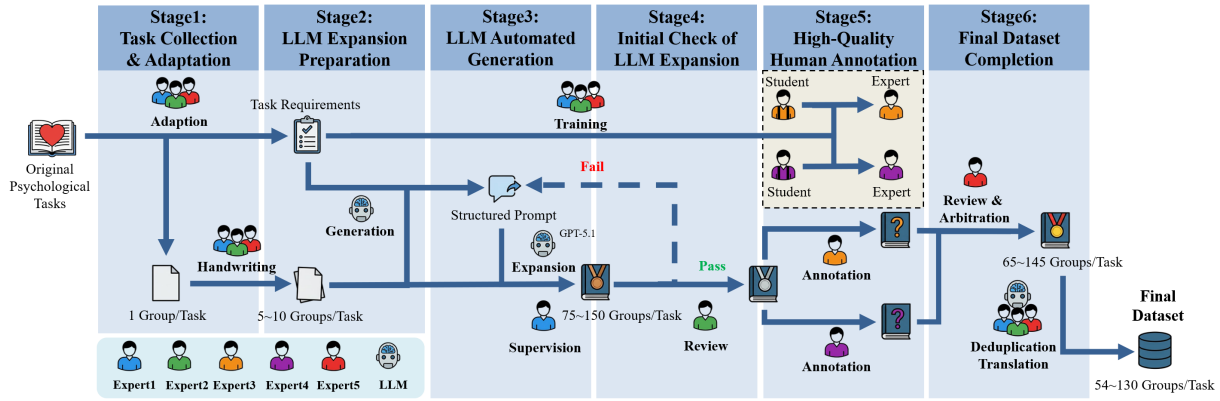 Stage1:
Task Collection
& Adaptation
Stage2:
LLM Expansion
Preparation
Stage3:
LLM Automated
Generation
Stage4:
Initial Check of
LLM Expansion
Stage5:
High-Quality
Human Annotation
Stage6:
Final Dataset
Completion
Original
Psychological
Tasks
Adaption
Task Requirements
Training
Student
Expert
Student
Expert
Generation
Structured Prompt
Fail
Handwriting
1 Group/Task
5~10 Groups/Task
GPT-5.1
Expansion
75~150 Groups/Task
Supervision
Pass
Review
Annotation
Annotation
Review &
Arbitration
65~145 Groups/Task
Deduplication
Translation
Final
Dataset
54~130 Groups/Task
Expert1
Expert2
Expert3
Expert4
Expert5
LLM